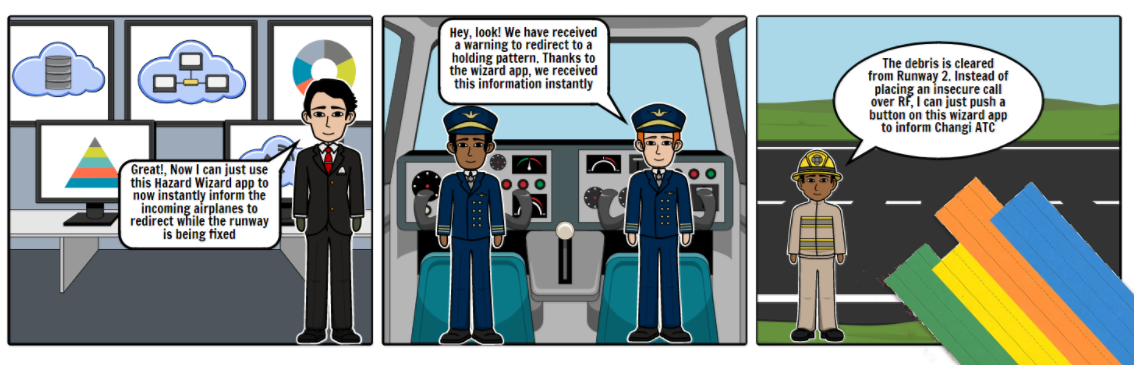 Great!, Now I can just use
this Hazard Wizard app to
now instantly inform the
incoming airplanes to
redirect while the runway
is being fixed
Hey, look! We have received
a warning to redirect to a
holding pattern. Thanks to
the wizard app, we received
this information instantly
The debris is cleared
from Runway 2. Instead of
placing an insecure call
over RF, I can just push a
button on this wizard app
to inform Changi ATC